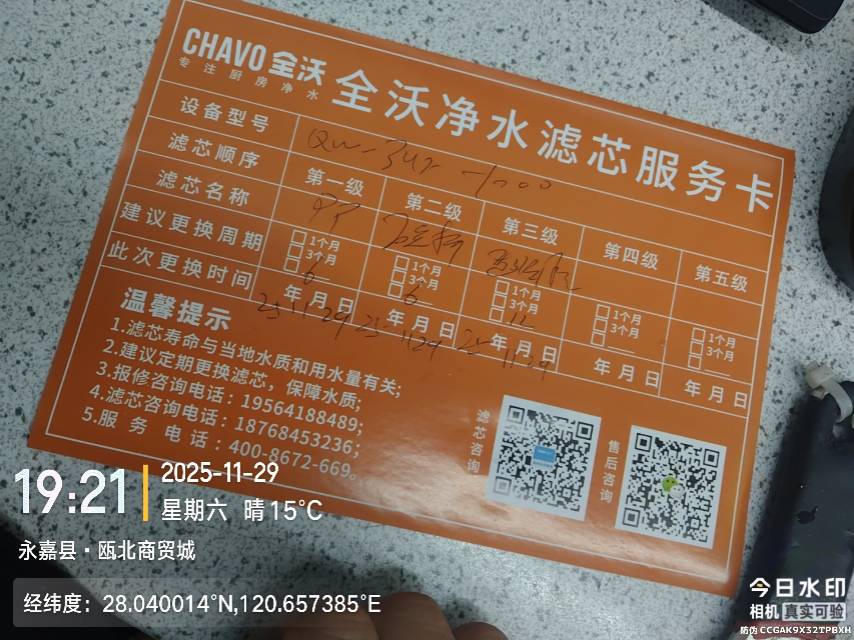 CHAVO 全沃
专注厨房净水
全沃净水滤芯服务卡
设备型号
滤芯顺序 第一级 第二级 第三级 第四级 第五级
滤芯名称 PP
建议更换周期 1个月 1个月 1个月 1个月 1个月
3个月 3个月 3个月 3个月 3个月
6 6 12
此次更换时间 年 月 日 年 月 日 年 月 日 年 月 日 年 月 日
25 11 29 25 11 29 25 11 29
温馨提示
1.滤芯寿命与当地水质和用水量有关;
2.建议定期更换滤芯，保障水质;
3.报修咨询电话：19564188489;
4.滤芯咨询电话：18768453236;
5.服务电话：400-8672-669。
滤芯咨询
售后咨询
19:21
2025-11-29
星期六 晴 15°C
永嘉县·瓯北商贸城
经纬度：28.040014°N,120.657385°E
今日水印
相机 真实可验
防伪 CCGAK9X32TPBXH